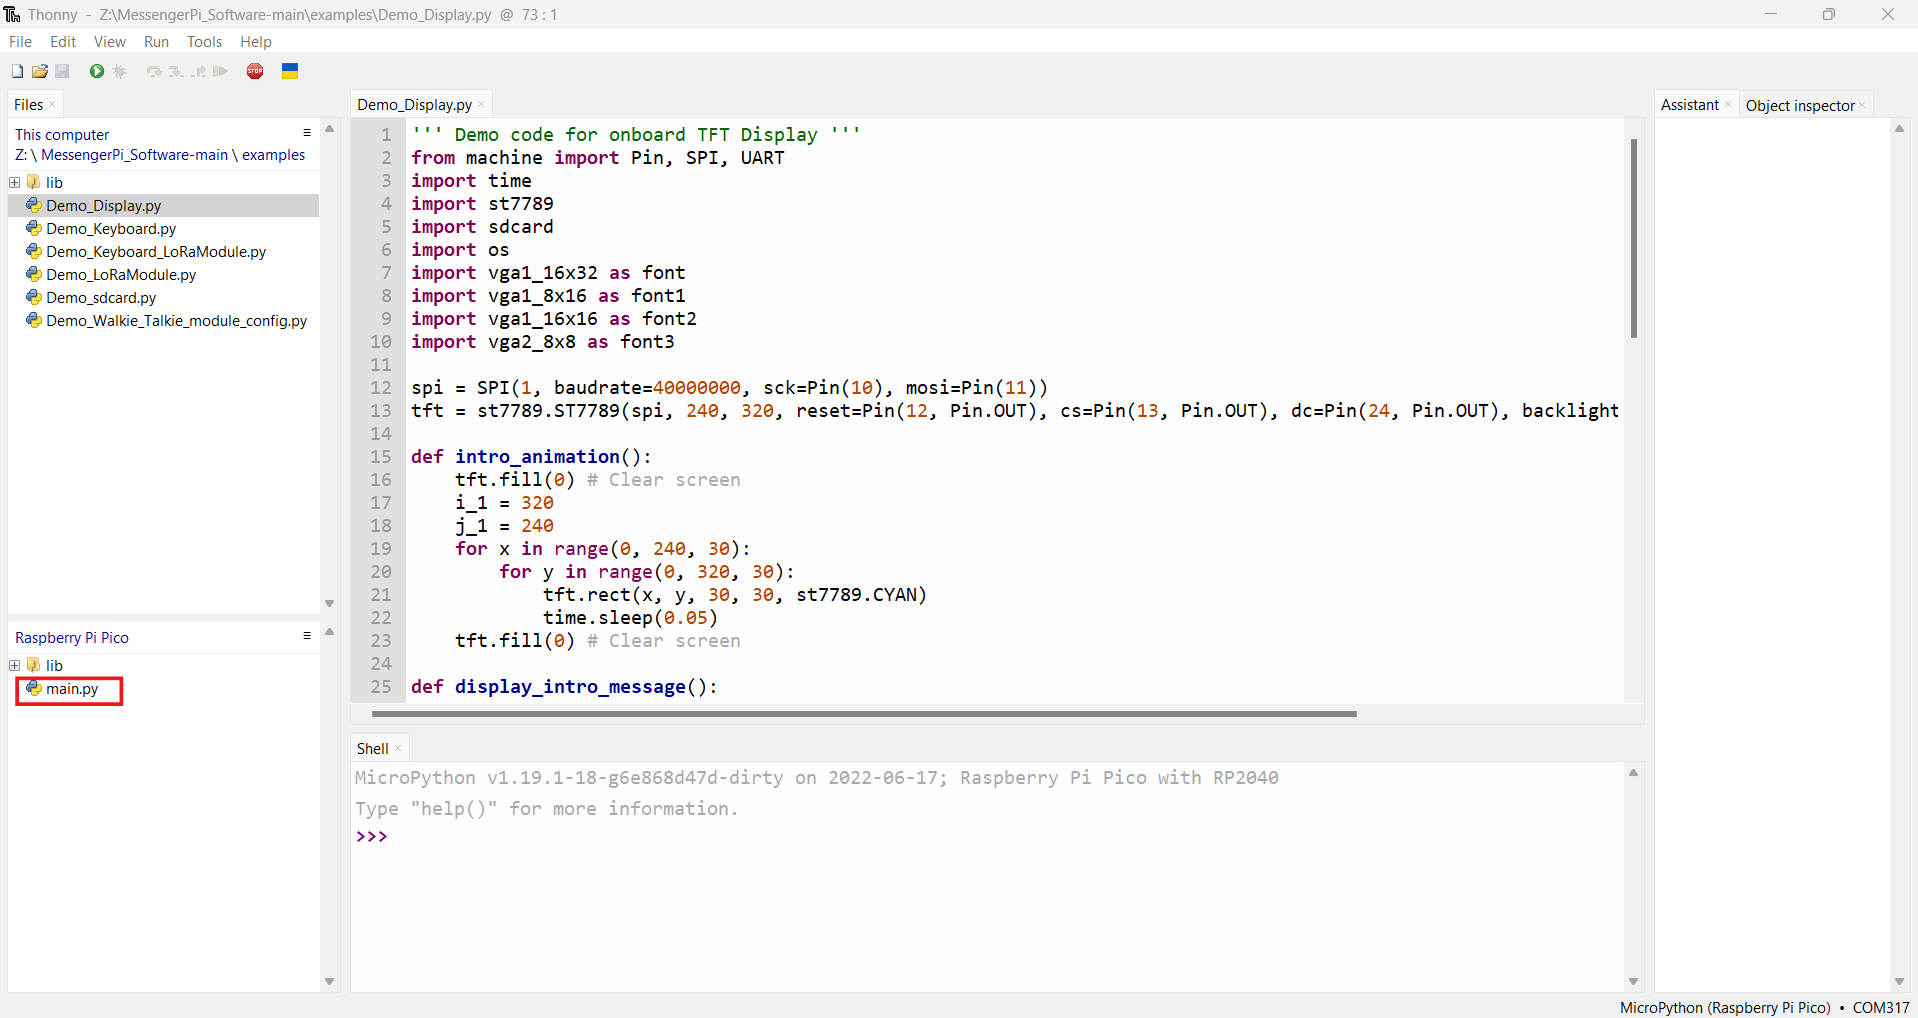 Thonny - Z:\MessengerPi_Software-main\examples\Demo_Display.py @ 73 : 1
File Edit View Run Tools Help
STOP
Files ×
This computer
Z: \ MessengerPi_Software-main \ examples
lib
Demo_Display.py
Demo_Keyboard.py
Demo_Keyboard_LoRaModule.py
Demo_LoRaModule.py
Demo_sdcard.py
Demo_Walkie_Talkie_module_config.py
Raspberry Pi Pico
lib
main.py
Demo_Display.py ×
1 ''' Demo code for onboard TFT Display '''
2 from machine import Pin, SPI, UART
3 import time
4 import st7789
5 import sdcard
6 import os
7 import vga1_16x32 as font
8 import vga1_8x16 as font1
9 import vga1_16x16 as font2
10 import vga2_8x8 as font3
11
12 spi = SPI(1, baudrate=40000000, sck=Pin(10), mosi=Pin(11))
13 tft = st7789.ST7789(spi, 240, 320, reset=Pin(12, Pin.OUT), cs=Pin(13, Pin.OUT), dc=Pin(24, Pin.OUT), backlight
14
15 def intro_animation():
16     tft.fill(0) # Clear screen
17     i_1 = 320
18     j_1 = 240
19     for x in range(0, 240, 30):
20         for y in range(0, 320, 30):
21             tft.rect(x, y, 30, 30, st7789.CYAN)
22             time.sleep(0.05)
23     tft.fill(0) # Clear screen
24
25 def display_intro_message():
Shell ×
MicroPython v1.19.1-18-g6e868d47d-dirty on 2022-06-17; Raspberry Pi Pico with RP2040
Type "help()" for more information.
>>>
Assistant × Object inspector ×
MicroPython (Raspberry Pi Pico) • COM317